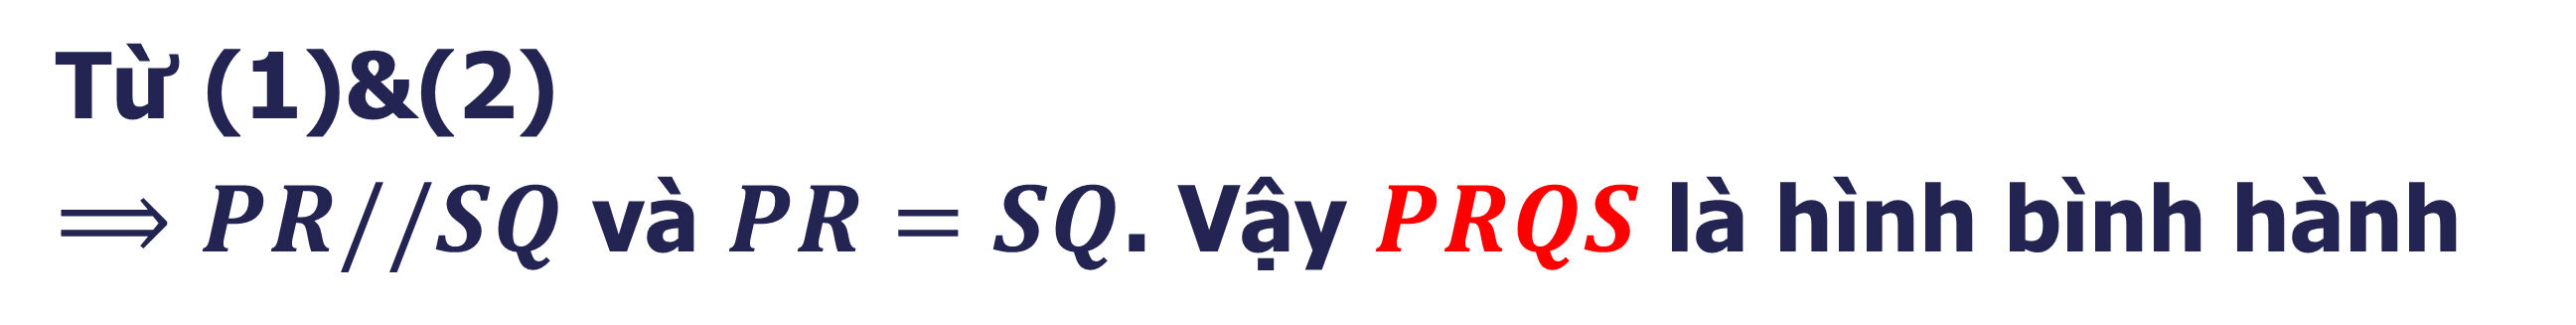 Từ (1)&(2)
⟹ PR//SQ và PR = SQ. Vậy PRQS là hình bình hành